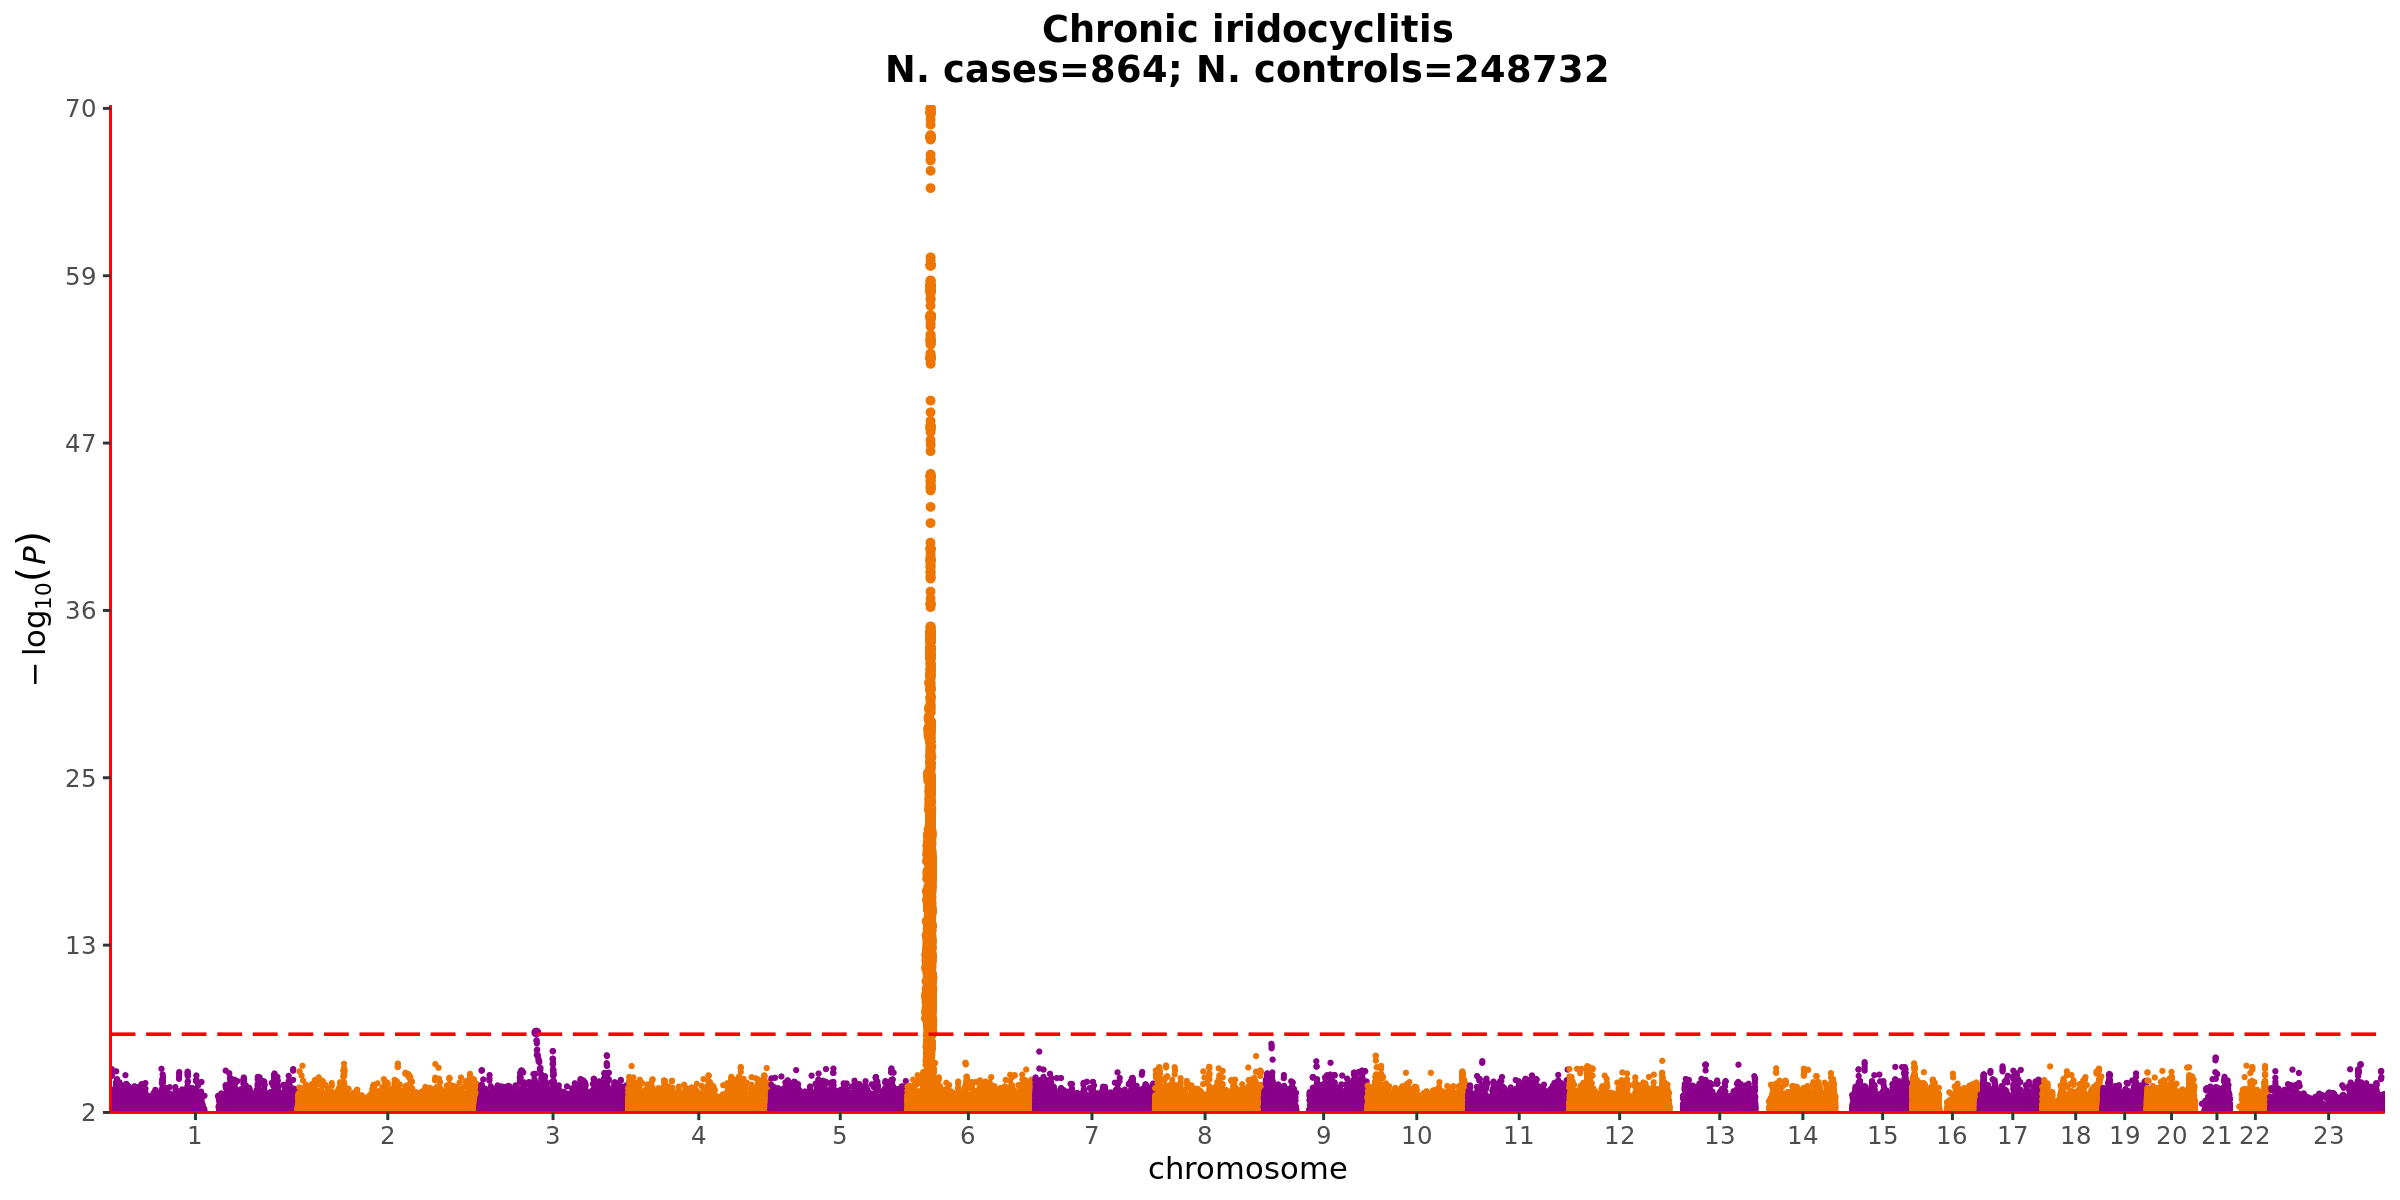 Chronic iridocyclitis
N. cases=864; N. controls=248732
70
59
47
36
25
13
2
− log10(P)
1 2 3 4 5 6 7 8 9 10 11 12 13 14 15 16 17 18 19 20 21 22 23
chromosome